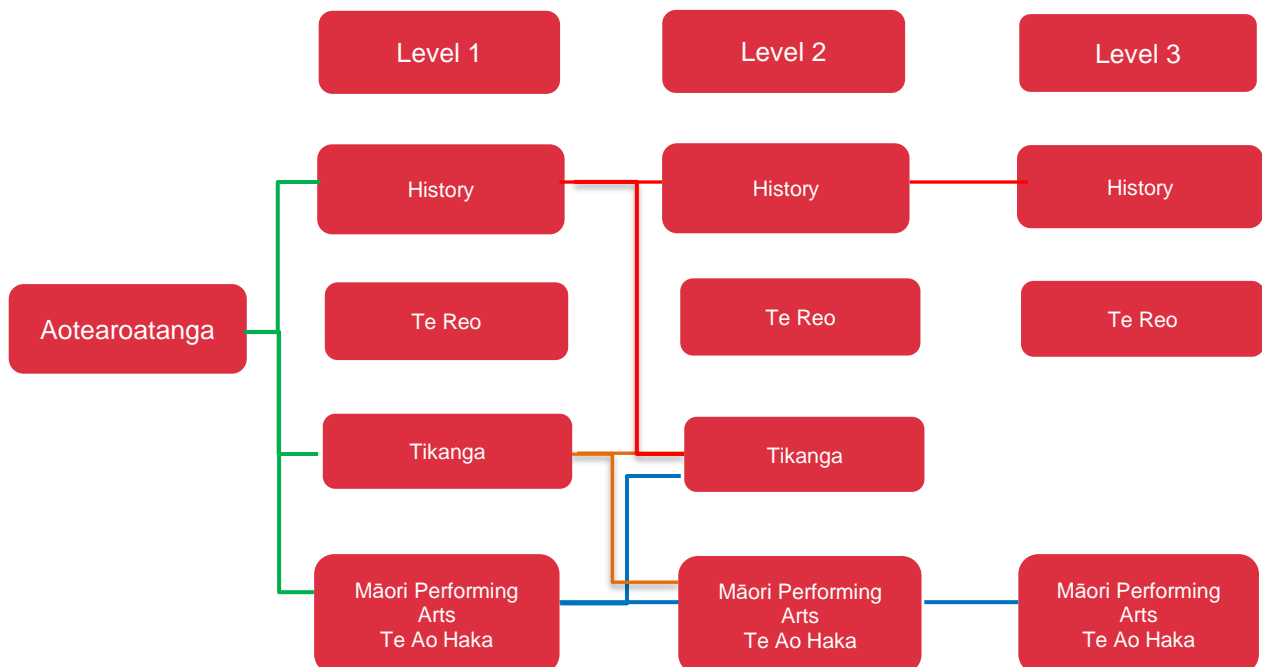 Level 1
Level 2
Level 3
History
History
History
Aotearoatanga
Te Reo
Te Reo
Te Reo
Tikanga
Tikanga
Māori Performing
Arts
Te Ao Haka
Māori Performing
Arts
Te Ao Haka
Māori Performing
Arts
Te Ao Haka